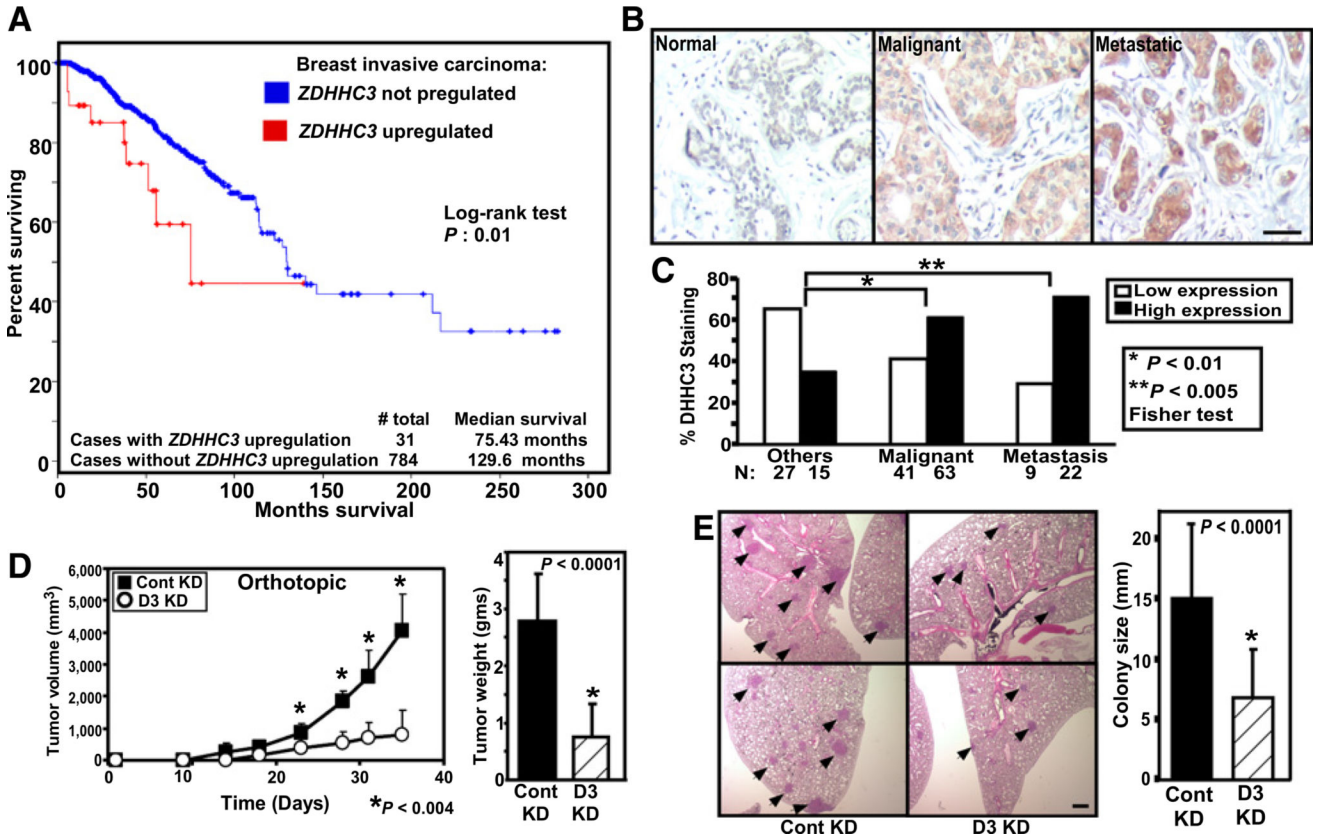 A
100
80
60
40
20
0
Percent surviving
Breast invasive carcinoma:
ZDHHC3 not pregulated
ZDHHC3 upregulated
Log-rank test
P : 0.01
# total Median survival
Cases with ZDHHC3 upregulation 31 75.43 months
Cases without ZDHHC3 upregulation 784 129.6 months
0 50 100 150 200 250 300
Months survival
B
Normal Malignant Metastatic
C
80
60
40
20
0
% DHHC3 Staining
* **
Low expression
High expression
* P < 0.01
**P < 0.005
Fisher test
Others Malignant Metastasis
N: 27 15 41 63 9 22
D
6,000
5,000
4,000
3,000
2,000
1,000
0
Tumor volume (mm3)
Cont KD
D3 KD
Orthotopic
* * * * *
0 10 20 30 40
Time (Days)
*P < 0.004
4
3
2
1
0
Tumor weight (gms)
P < 0.0001
*
Cont KD
D3 KD
E
Cont KD D3 KD
20
15
10
5
0
Colony size (mm)
P < 0.0001
*
Cont KD
D3 KD